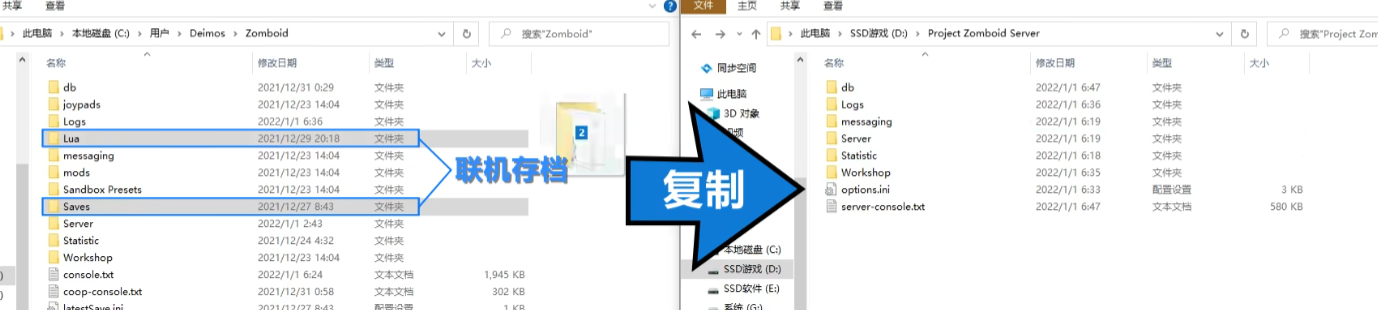 共享 查看
此电脑 › 本地磁盘 (C:) › 用户 › Deimos › Zomboid
搜索"Zomboid"
名称 修改日期 类型 大小
db 2021/12/31 0:29 文件夹
joypads 2021/12/23 14:04 文件夹
Logs 2022/1/1 6:36 文件夹
Lua 2021/12/29 20:18 文件夹
messaging 2021/12/23 14:04 文件夹
mods 2021/12/23 14:04 文件夹
Sandbox Presets 2021/12/23 14:04 文件夹
Saves 2021/12/27 8:43 文件夹
Server 2022/1/1 2:43 文件夹
Statistic 2021/12/24 4:32 文件夹
Workshop 2021/12/23 14:04 文件夹
console.txt 2022/1/1 6:24 文本文档 1,945 KB
coop-console.txt 2021/12/31 0:58 文本文档 302 KB
latestSave.ini 2021/12/27 8:43 配置设置 1 KB
2
联机存档
复制
文件 主页 共享 查看
此电脑 › SSD游戏 (D:) › Project Zomboid Server
搜索"Project Zom
同步空间
此电脑
3D 对象
视频
本地磁盘 (C:)
SSD游戏 (D:)
SSD软件 (E:)
系统 (G:)
名称 修改日期 类型 大小
db 2022/1/1 6:47 文件夹
Logs 2022/1/1 6:36 文件夹
messaging 2022/1/1 6:19 文件夹
Server 2022/1/1 6:19 文件夹
Statistic 2022/1/1 6:18 文件夹
Workshop 2022/1/1 6:35 文件夹
options.ini 2022/1/1 6:33 配置设置 3 KB
server-console.txt 2022/1/1 6:47 文本文档 580 KB